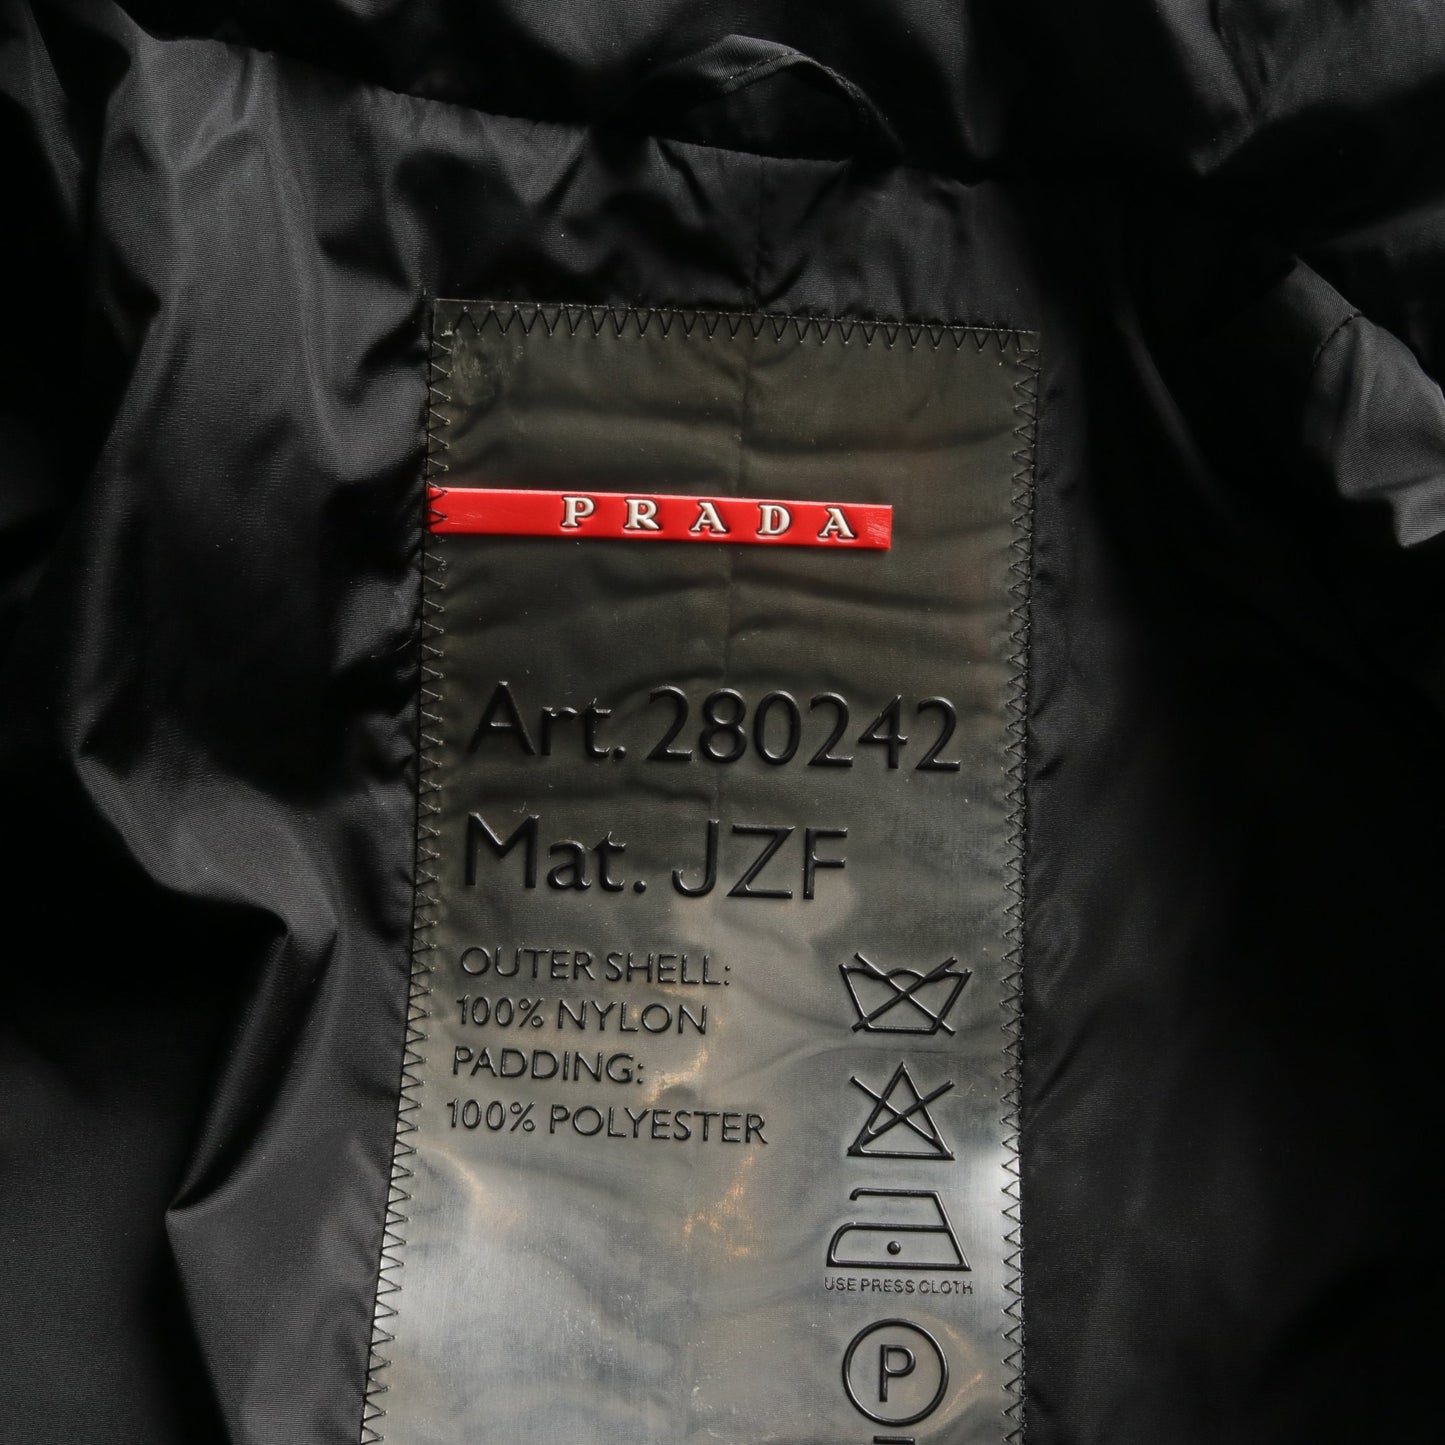 PRADA
Art. 280242
Mat. JZF
OUTER SHELL:
100% NYLON
PADDING:
100% POLYESTER
USE PRESS CLOTH
P